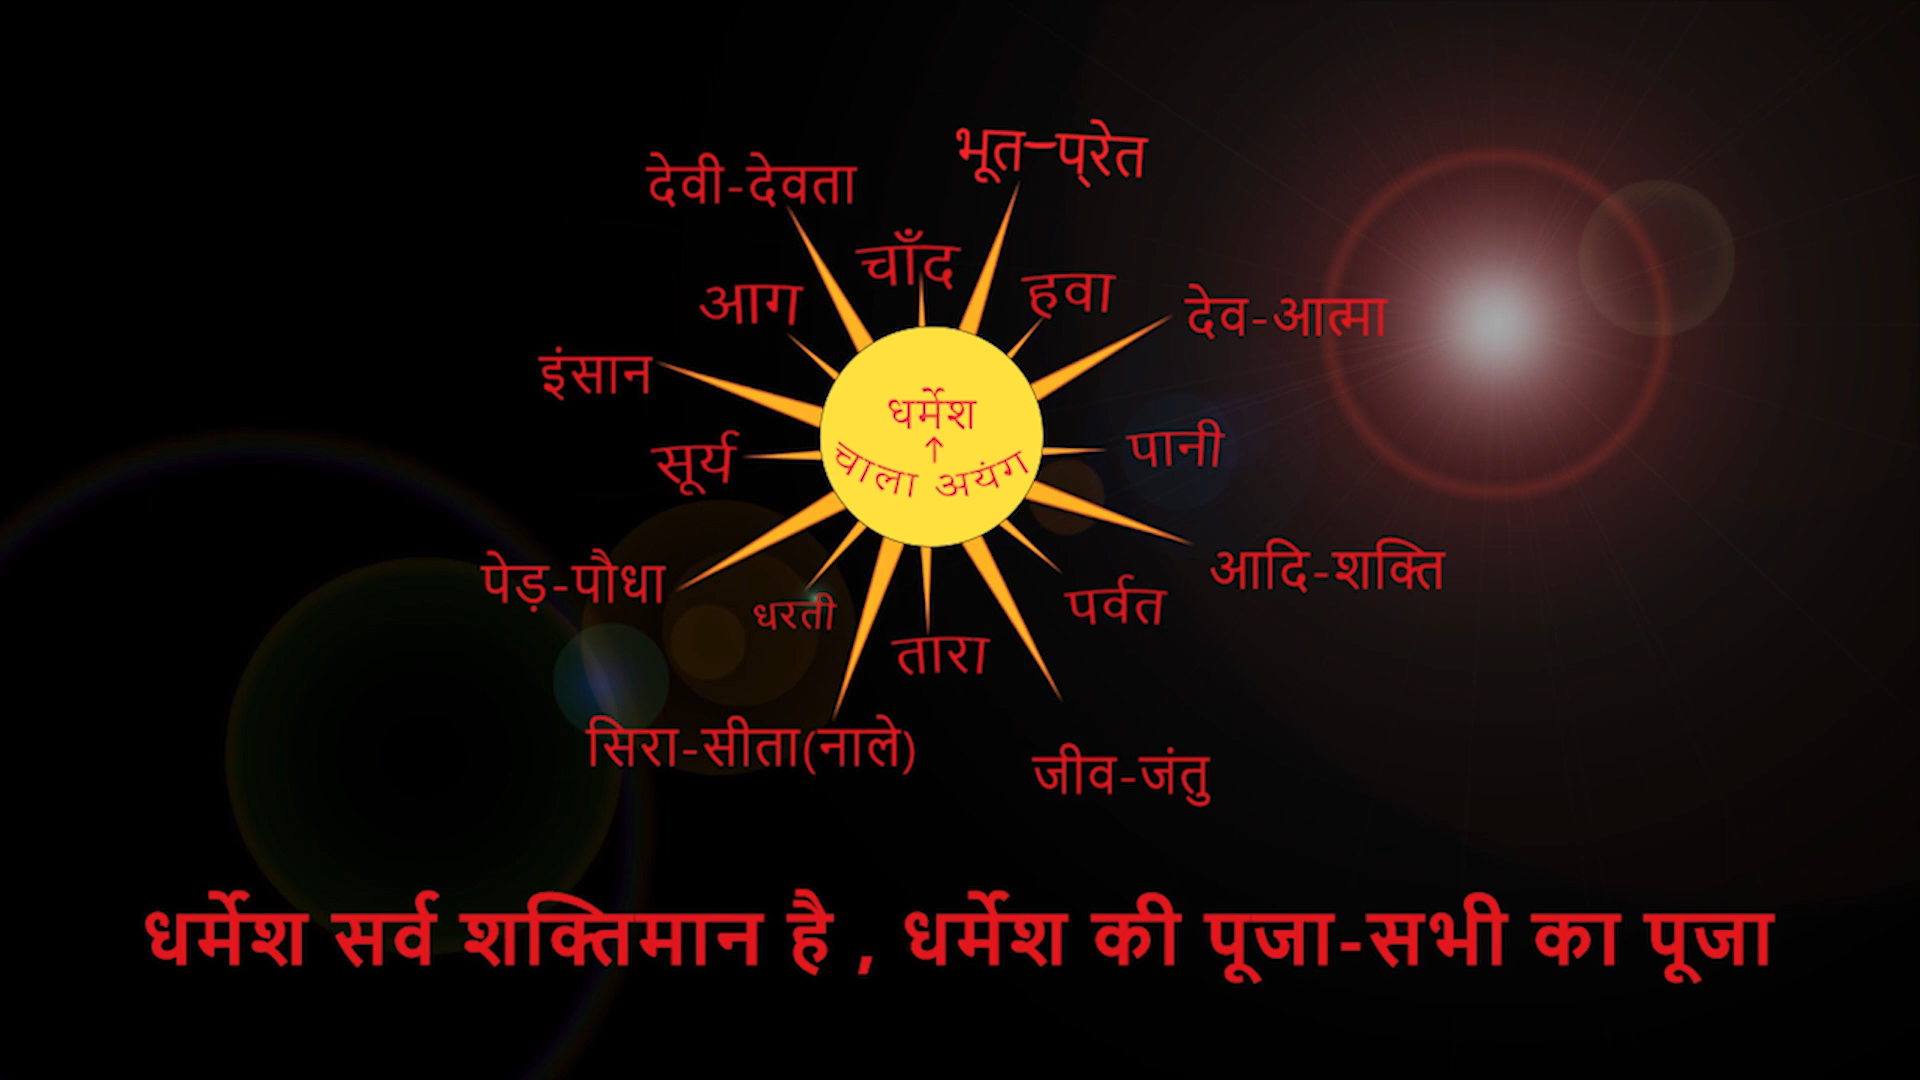 भूत-प्रेत
देवी-देवता
चाँद
हवा
आग
देव-आत्मा
इंसान
धर्मेश
↑
चाला अयंग
सूर्य
पानी
पेड़-पौधा
आदि-शक्ति
धरती
पर्वत
तारा
सिरा-सीता(नाले)
जीव-जंतु
धर्मेश सर्व शक्तिमान है , धर्मेश की पूजा-सभी का पूजा